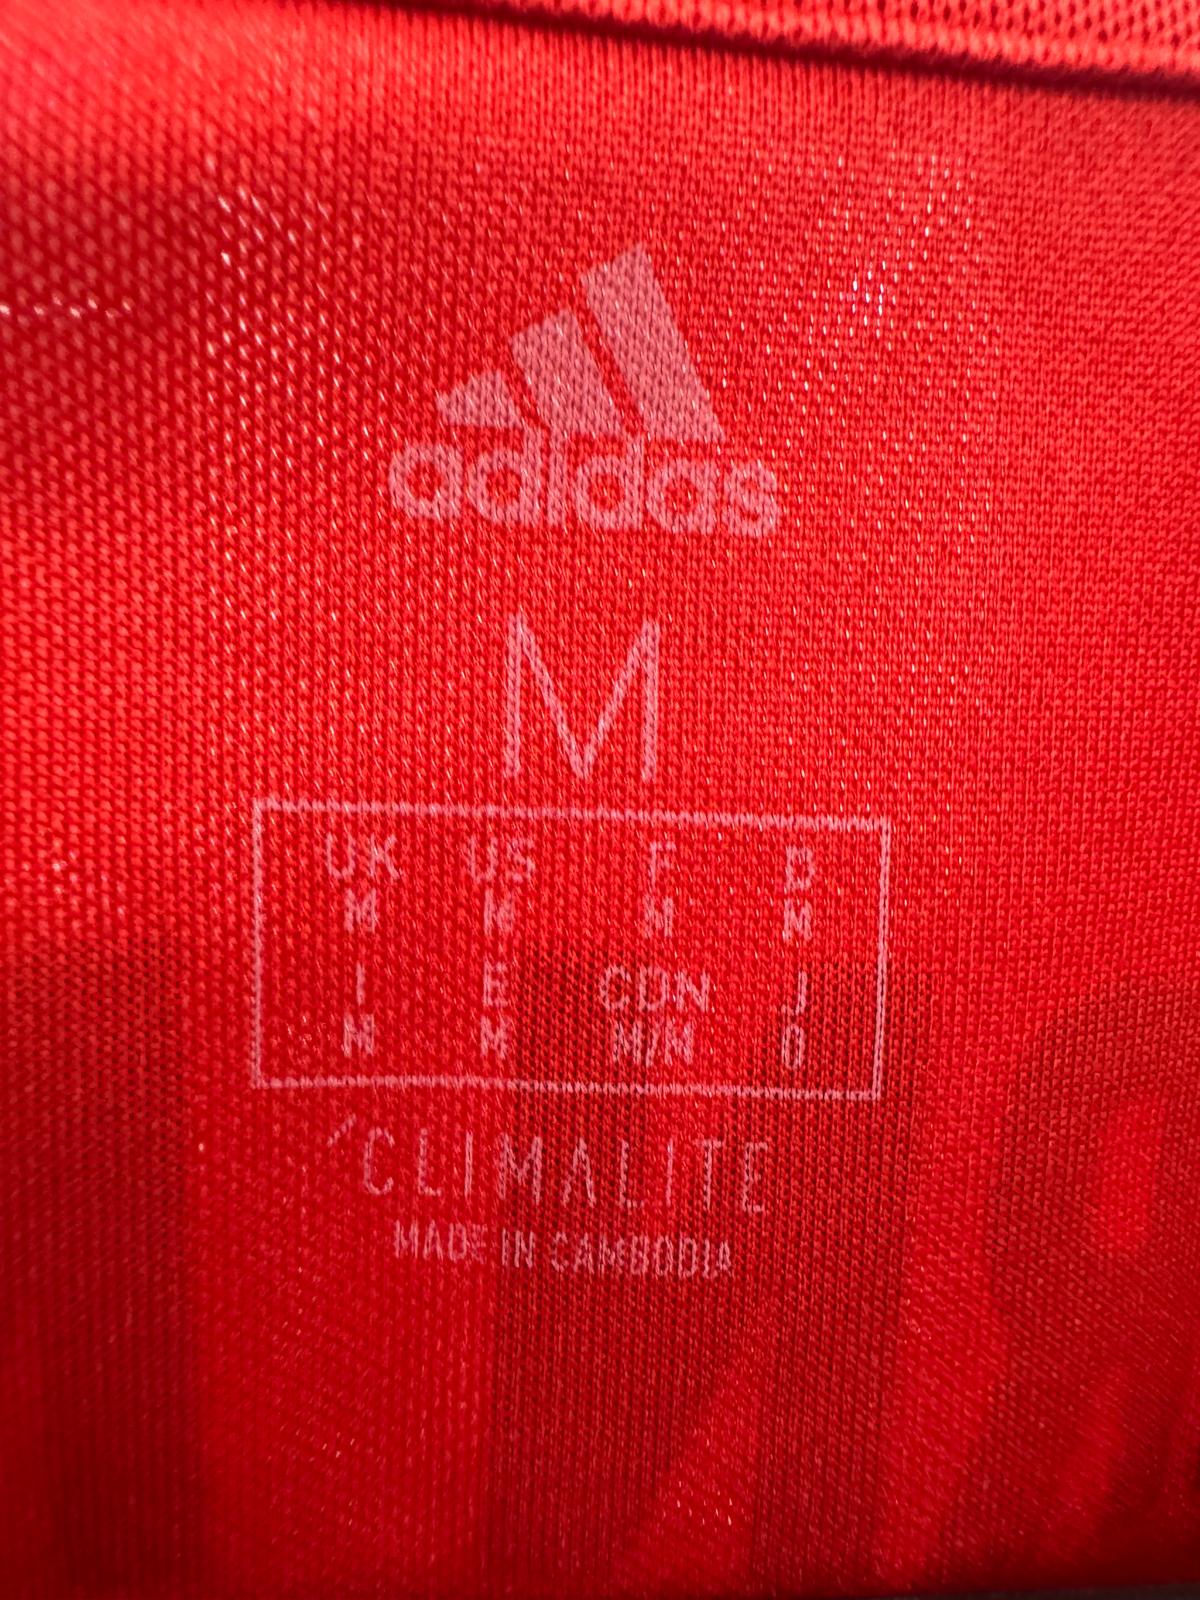 adidas
M
UK US F D
M M M M
I E CDN J
M M M/M O
CLIMALITE
MADE IN CAMBODIA